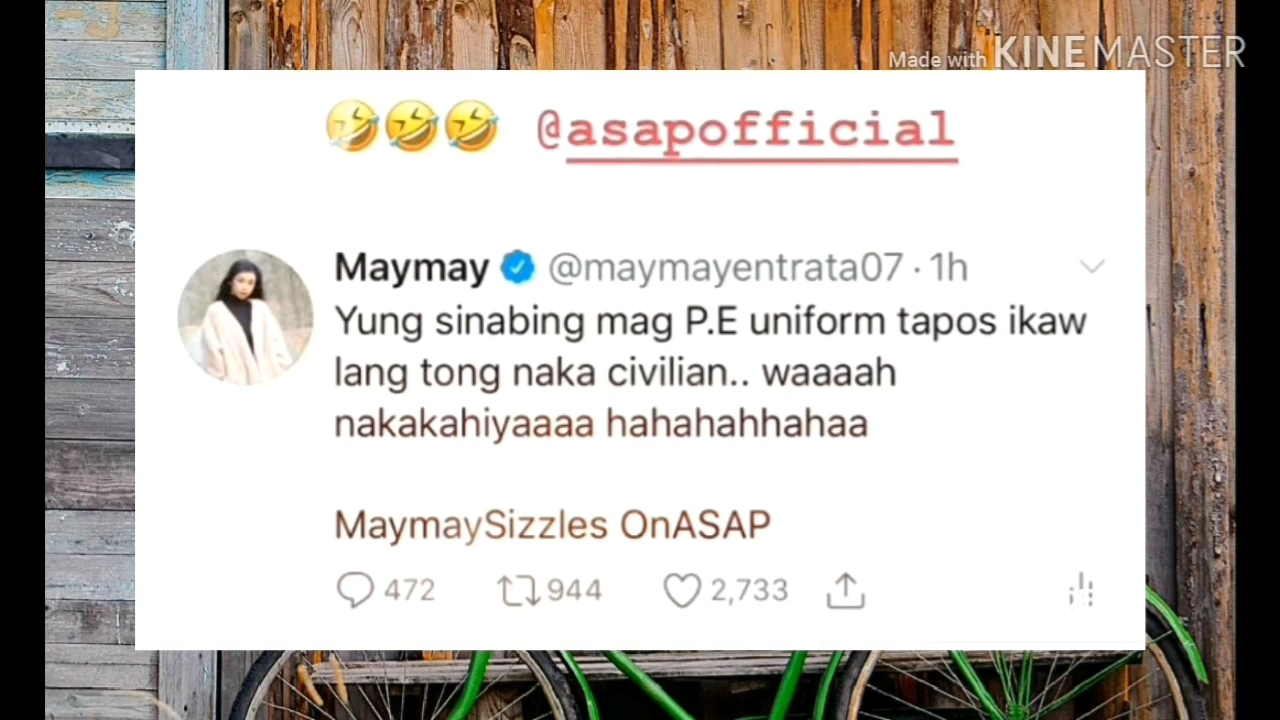 Made with KINEMASTER
🤣🤣🤣 @asapofficial
Maymay @maymayentrata07 · 1h
Yung sinabing mag P.E uniform tapos ikaw
lang tong naka civilian.. waaaah
nakakahiyaaaa hahahahhahaa
MaymaySizzles OnASAP
472 944 2,733